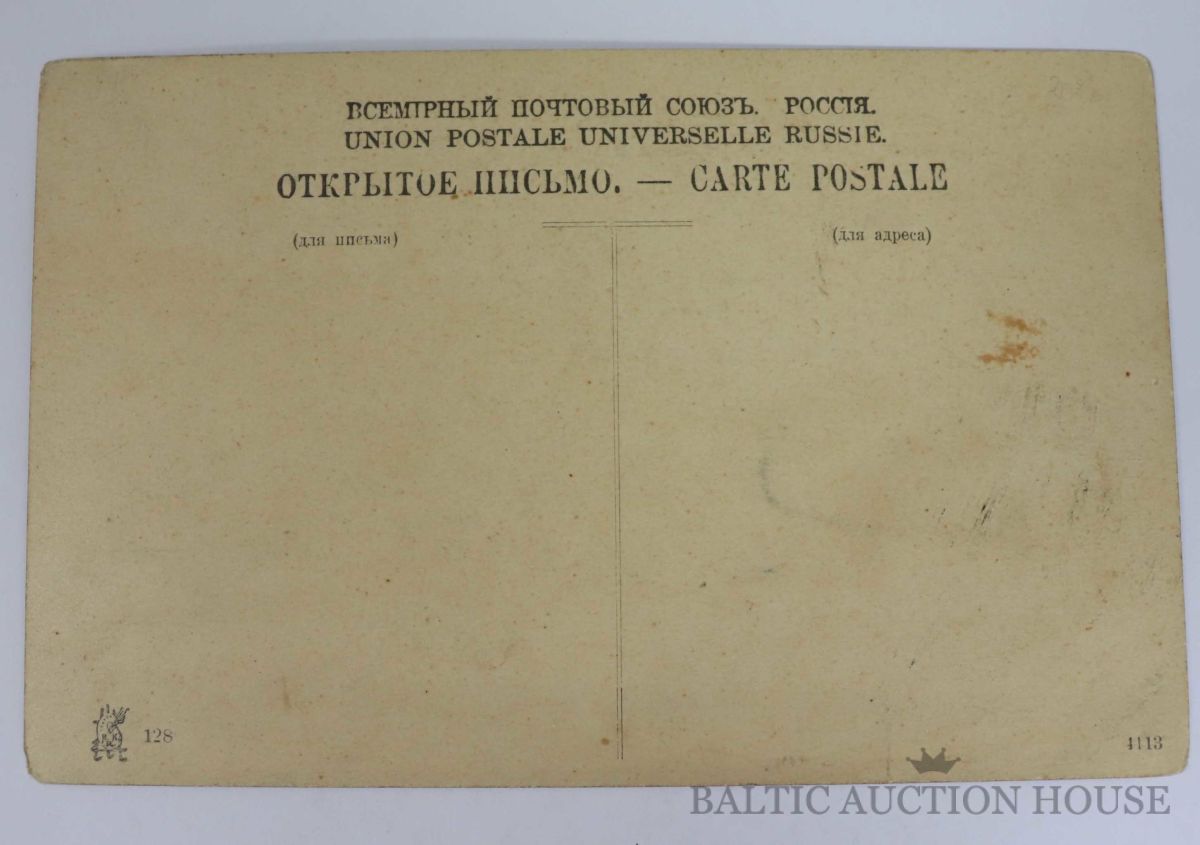 ВСЕМІРНЫЙ ПОЧТОВЫЙ СОЮЗЪ. РОССІЯ.
UNION POSTALE UNIVERSELLE RUSSIE.
ОТКРЫТОЕ ПИСЬМО. — CARTE POSTALE
(для письма)
(для адреса)
128
4113
BALTIC AUCTION HOUSE